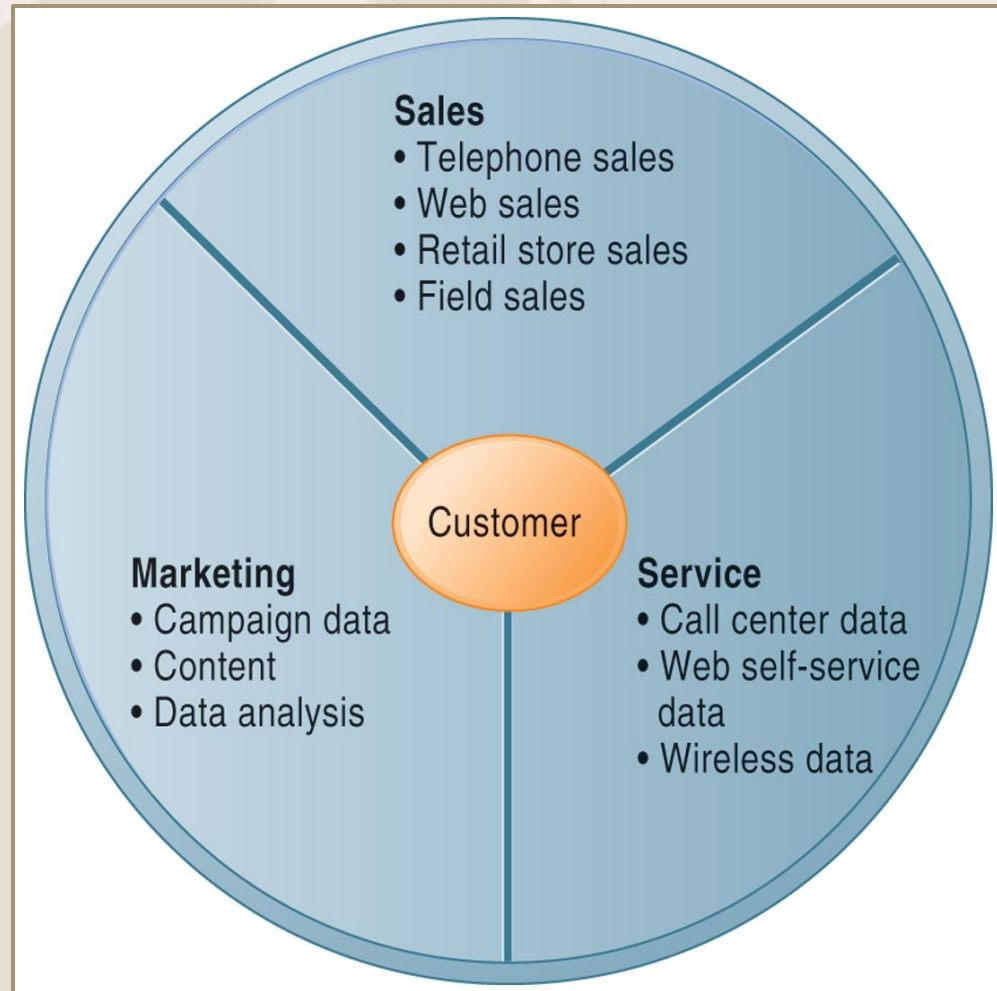 Sales
• Telephone sales
• Web sales
• Retail store sales
• Field sales
Customer
Marketing
• Campaign data
• Content
• Data analysis
Service
• Call center data
• Web self-service
data
• Wireless data